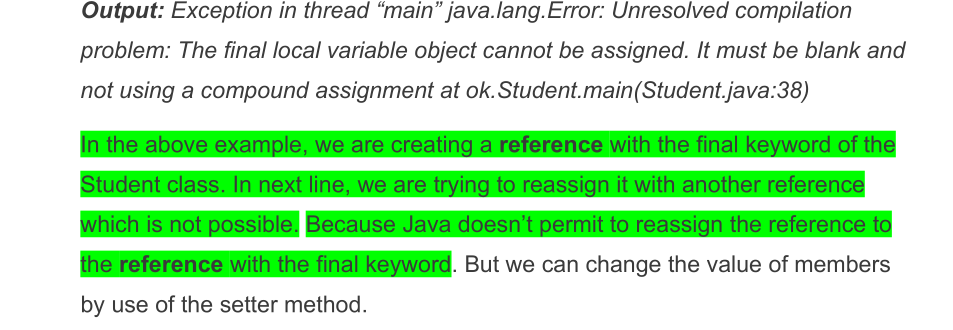 Output: Exception in thread “main” java.lang.Error: Unresolved compilation
problem: The final local variable object cannot be assigned. It must be blank and
not using a compound assignment at ok.Student.main(Student.java:38)
In the above example, we are creating a reference with the final keyword of the
Student class. In next line, we are trying to reassign it with another reference
which is not possible. Because Java doesn’t permit to reassign the reference to
the reference with the final keyword. But we can change the value of members
by use of the setter method.